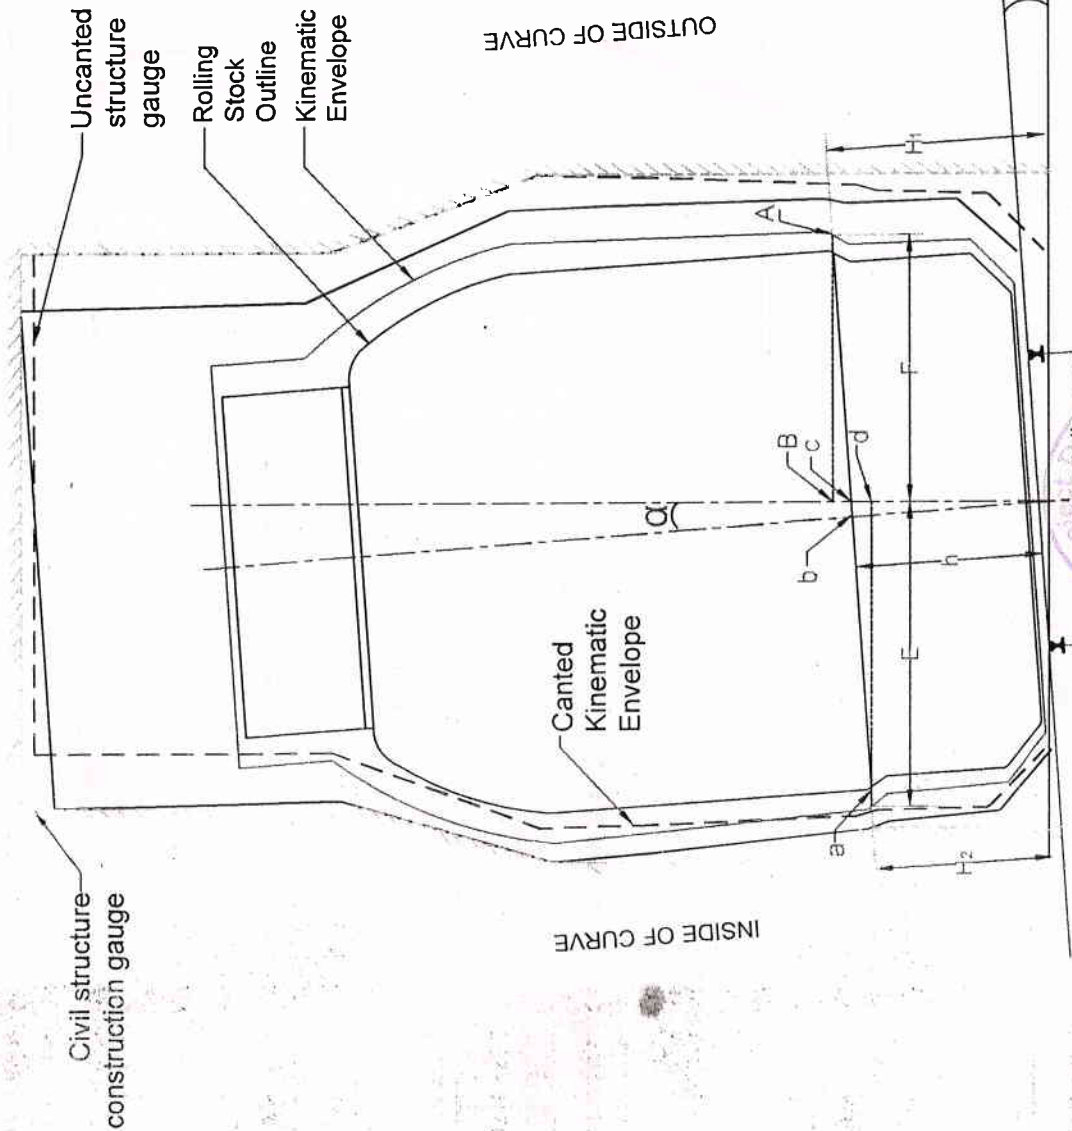 Uncanted
structure
gauge
Rolling
Stock
Outline
Kinematic
Envelope
OUTSIDE OF CURVE
Civil structure
construction gauge
INSIDE OF CURVE
Canted
Kinematic
Envelope
α
A
B
c
d
b
a
E
F
h
H1
H2